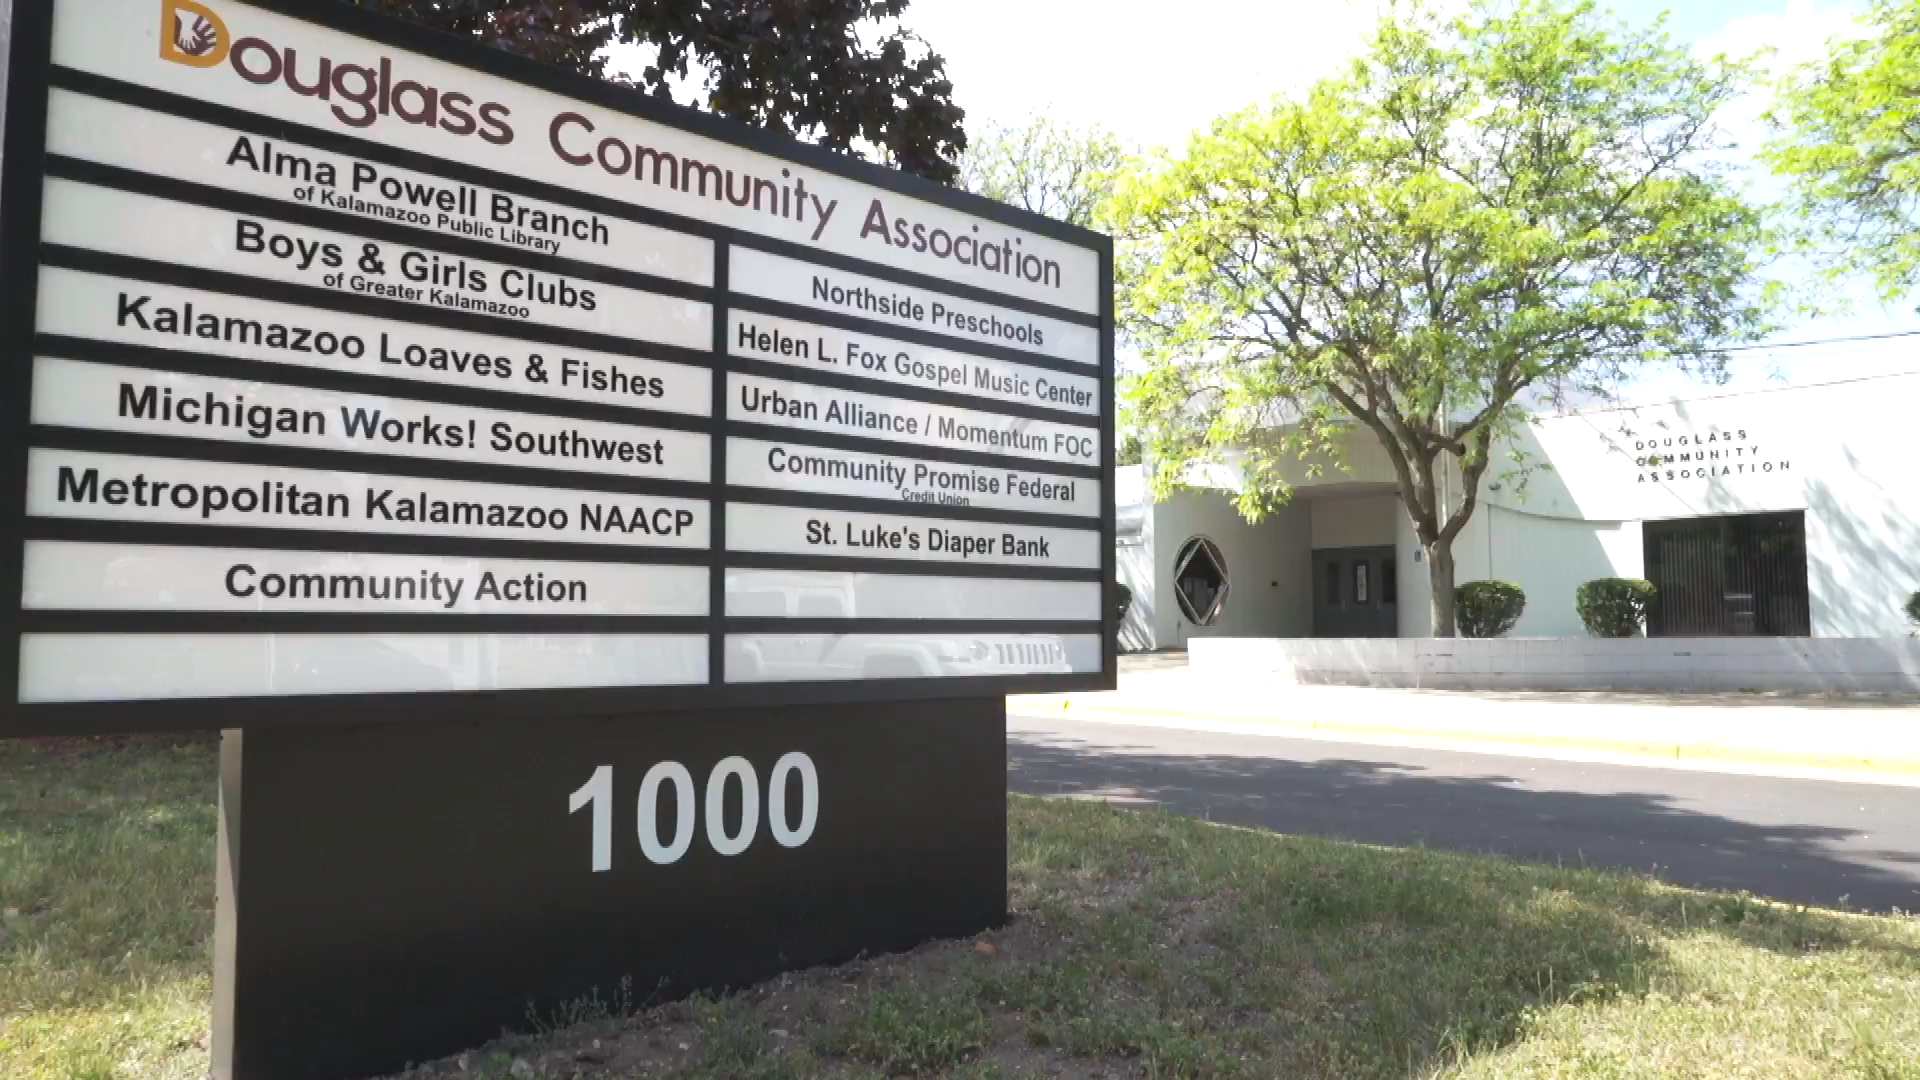 Douglass Community Association
Alma Powell Branch
of Kalamazoo Public Library
Boys & Girls Clubs
of Greater Kalamazoo
Kalamazoo Loaves & Fishes
Michigan Works! Southwest
Metropolitan Kalamazoo NAACP
Community Action
Northside Preschools
Helen L. Fox Gospel Music Center
Urban Alliance / Momentum FOC
Community Promise Federal
Credit Union
St. Luke's Diaper Bank
1000
DOUGLASS
COMMUNITY
ASSOCIATION